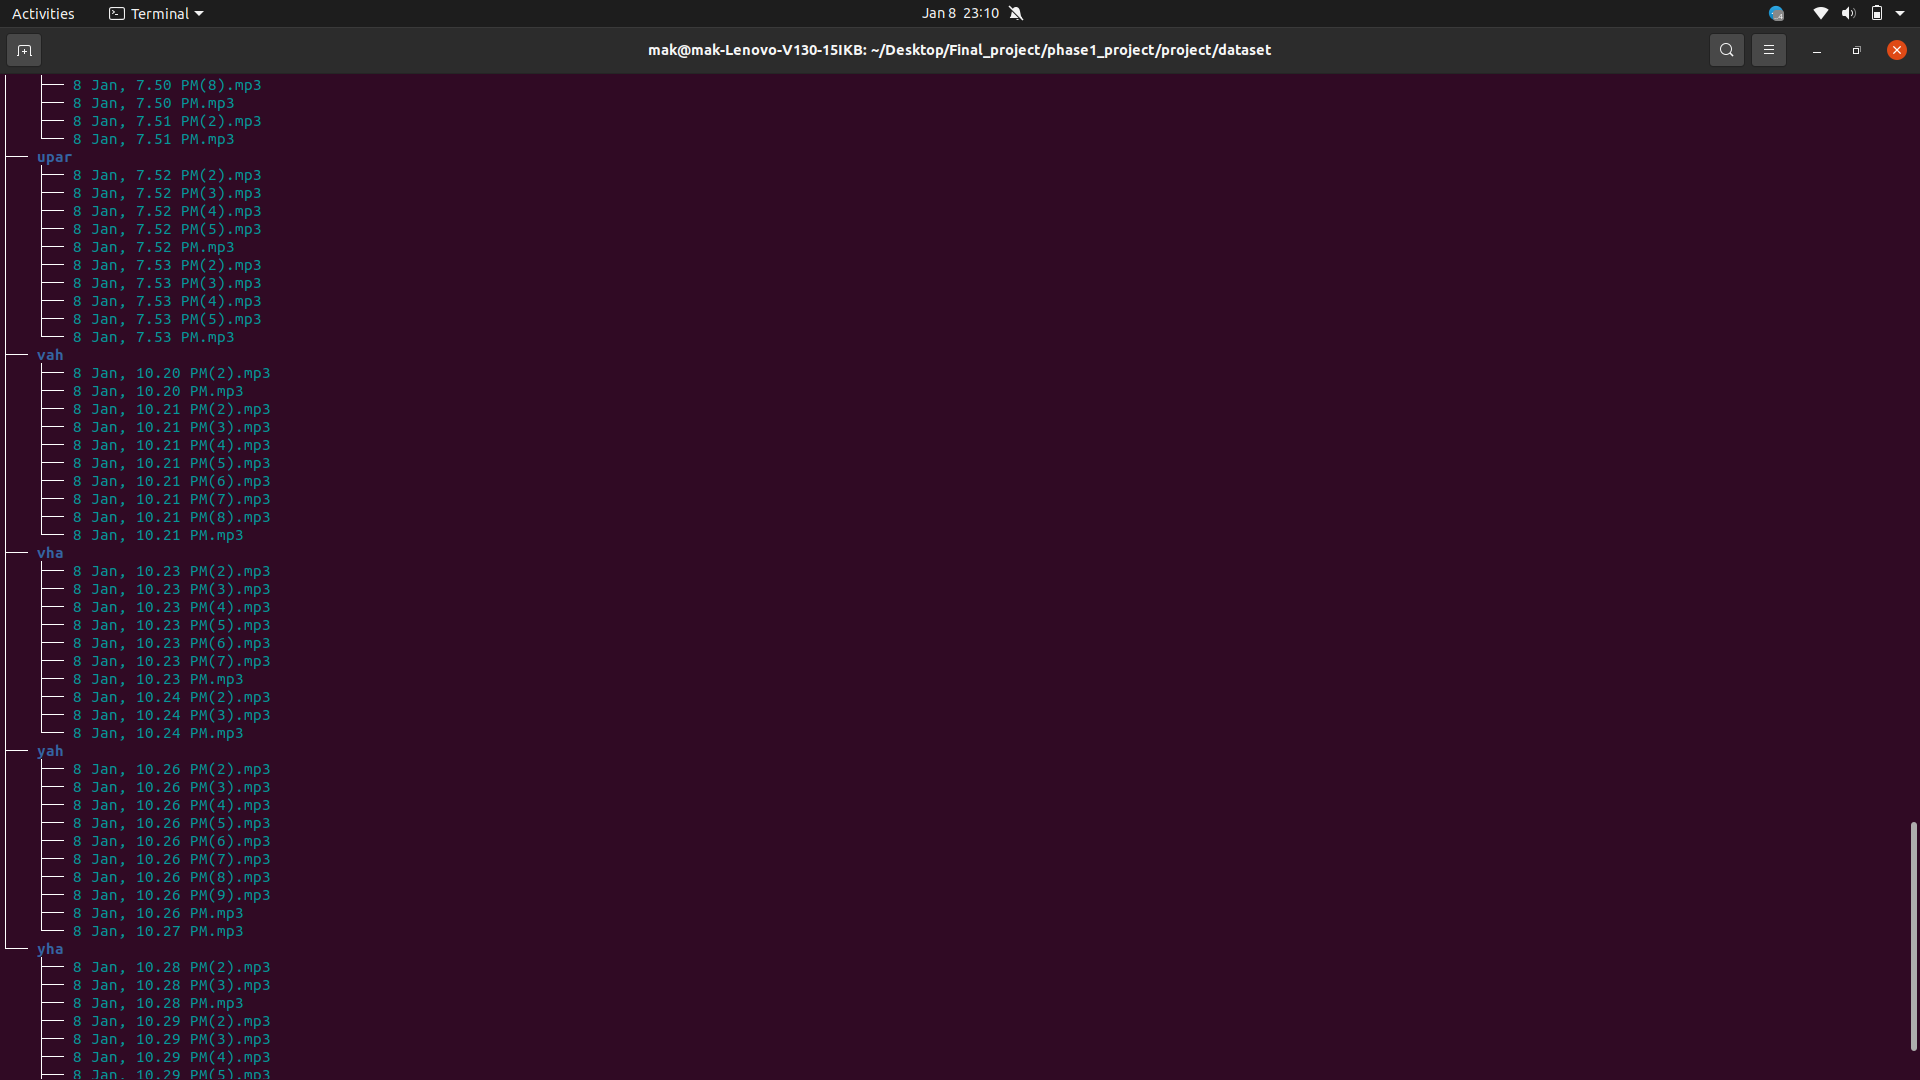 Activities Terminal Jan 8 23:10
mak@mak-Lenovo-V130-15IKB: ~/Desktop/Final_project/phase1_project/project/dataset
8 Jan, 7.50 PM(8).mp3
8 Jan, 7.50 PM.mp3
8 Jan, 7.51 PM(2).mp3
8 Jan, 7.51 PM.mp3
upar
8 Jan, 7.52 PM(2).mp3
8 Jan, 7.52 PM(3).mp3
8 Jan, 7.52 PM(4).mp3
8 Jan, 7.52 PM(5).mp3
8 Jan, 7.52 PM.mp3
8 Jan, 7.53 PM(2).mp3
8 Jan, 7.53 PM(3).mp3
8 Jan, 7.53 PM(4).mp3
8 Jan, 7.53 PM(5).mp3
8 Jan, 7.53 PM.mp3
vah
8 Jan, 10.20 PM(2).mp3
8 Jan, 10.20 PM.mp3
8 Jan, 10.21 PM(2).mp3
8 Jan, 10.21 PM(3).mp3
8 Jan, 10.21 PM(4).mp3
8 Jan, 10.21 PM(5).mp3
8 Jan, 10.21 PM(6).mp3
8 Jan, 10.21 PM(7).mp3
8 Jan, 10.21 PM(8).mp3
8 Jan, 10.21 PM.mp3
vha
8 Jan, 10.23 PM(2).mp3
8 Jan, 10.23 PM(3).mp3
8 Jan, 10.23 PM(4).mp3
8 Jan, 10.23 PM(5).mp3
8 Jan, 10.23 PM(6).mp3
8 Jan, 10.23 PM(7).mp3
8 Jan, 10.23 PM.mp3
8 Jan, 10.24 PM(2).mp3
8 Jan, 10.24 PM(3).mp3
8 Jan, 10.24 PM.mp3
yah
8 Jan, 10.26 PM(2).mp3
8 Jan, 10.26 PM(3).mp3
8 Jan, 10.26 PM(4).mp3
8 Jan, 10.26 PM(5).mp3
8 Jan, 10.26 PM(6).mp3
8 Jan, 10.26 PM(7).mp3
8 Jan, 10.26 PM(8).mp3
8 Jan, 10.26 PM(9).mp3
8 Jan, 10.26 PM.mp3
8 Jan, 10.27 PM.mp3
yha
8 Jan, 10.28 PM(2).mp3
8 Jan, 10.28 PM(3).mp3
8 Jan, 10.28 PM.mp3
8 Jan, 10.29 PM(2).mp3
8 Jan, 10.29 PM(3).mp3
8 Jan, 10.29 PM(4).mp3
8 Jan, 10.29 PM(5).mp3